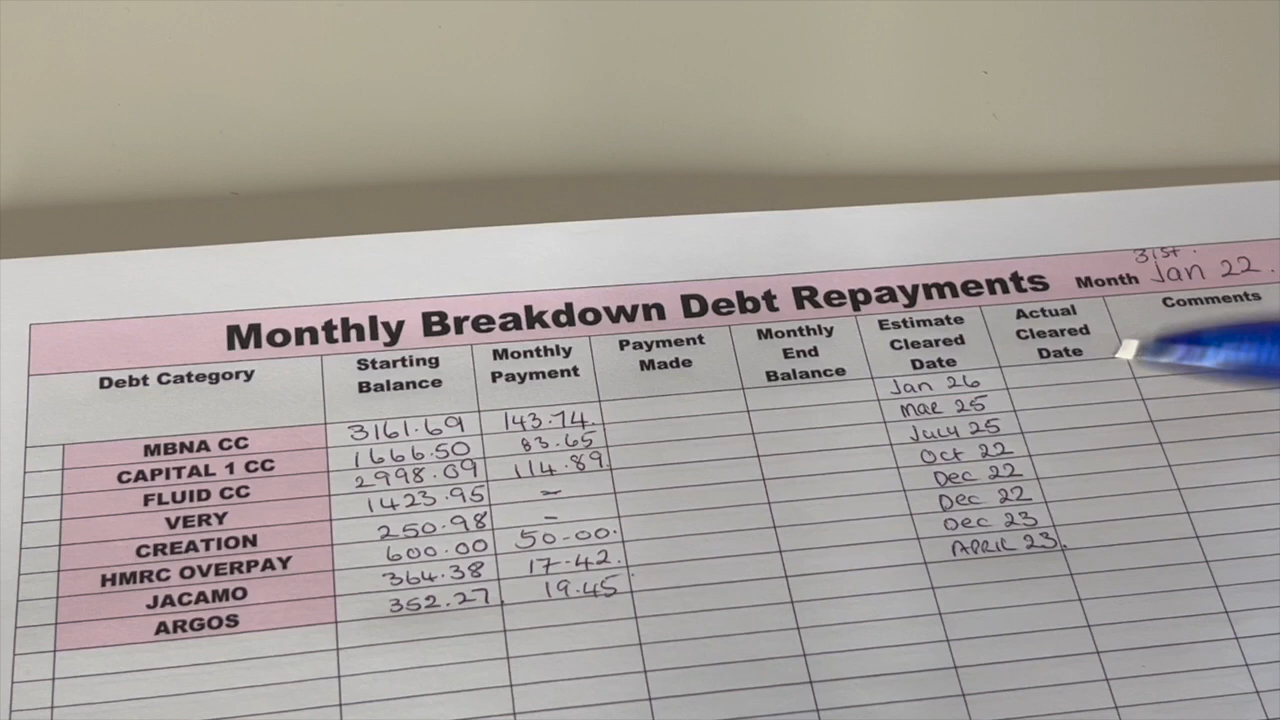 Monthly Breakdown Debt Repayments Month 31st. Jan 22.
Debt Category Starting Balance Monthly Payment Payment Made Monthly End Balance Estimate Cleared Date Actual Cleared Date Comments
MBNA CC 3161.69 143.74. Jan 26
CAPITAL 1 CC 1666.50 83.65 Mar 25
FLUID CC 2998.09 114.89. July 25
VERY 1423.95 - Oct 22
CREATION 250.98 - Dec 22
HMRC OVERPAY 600.00 50-00. Dec 22
JACAMO 364.38 17-42. Dec 23
ARGOS 352.27. 19.45 APRIL 23.